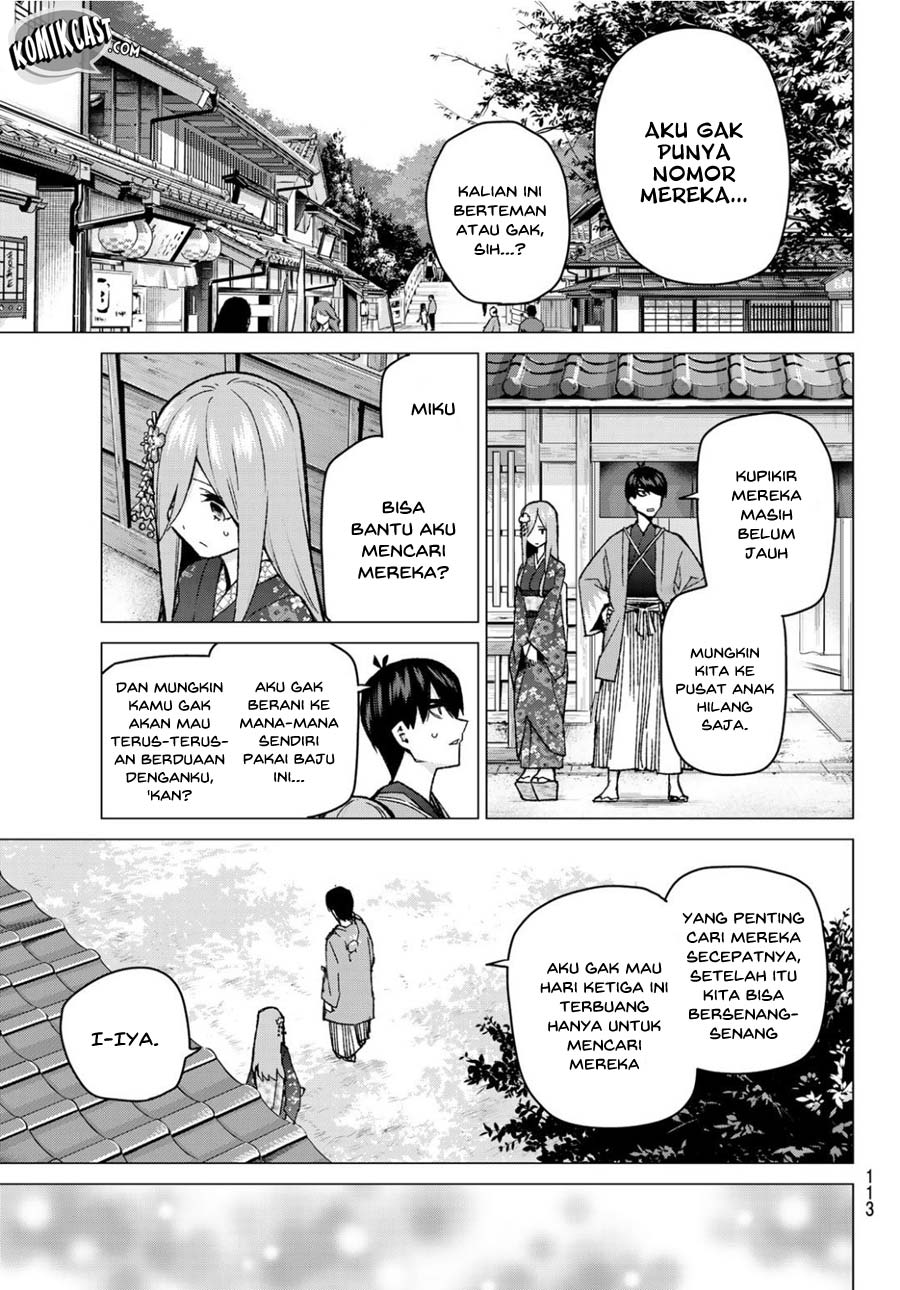 KOMIKCAST.COM
AKU GAK
PUNYA
NOMOR
MEREKA...
KALIAN INI
BERTEMAN
ATAU GAK,
SIH...?
KUPIKIR
MEREKA
MASIH
BELUM
JAUH
MUNGKIN
KITA KE
PUSAT ANAK
HILANG
SAJA.
MIKU
BISA
BANTU AKU
MENCARI
MEREKA?
AKU GAK
BERANI KE
MANA-MANA
SENDIRI
PAKAI BAJU
INI...
DAN MUNGKIN
KAMU GAK
AKAN MAU
TERUS-TERUS-
AN BERDUAAN
DENGANKU,
'KAN?
YANG PENTING
CARI MEREKA
SECEPATNYA,
SETELAH ITU
KITA BISA
BERSENANG-
SENANG
AKU GAK MAU
HARI KETIGA INI
TERBUANG
HANYA UNTUK
MENCARI
MEREKA
I-IYA.
113